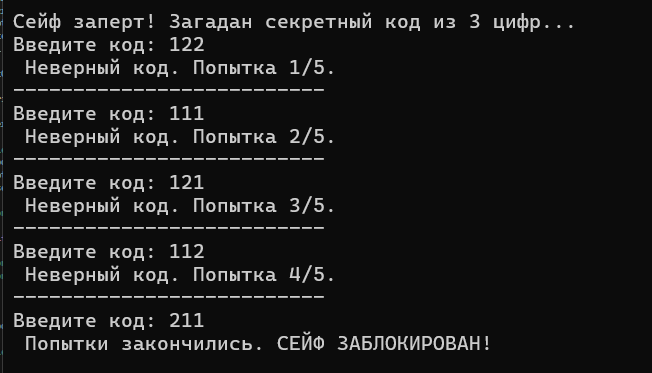 Сейф заперт! Загадан секретный код из 3 цифр...
Введите код: 122
Неверный код. Попытка 1/5.
--------------------------
Введите код: 111
Неверный код. Попытка 2/5.
--------------------------
Введите код: 121
Неверный код. Попытка 3/5.
--------------------------
Введите код: 112
Неверный код. Попытка 4/5.
--------------------------
Введите код: 211
Попытки закончились. СЕЙФ ЗАБЛОКИРОВАН!